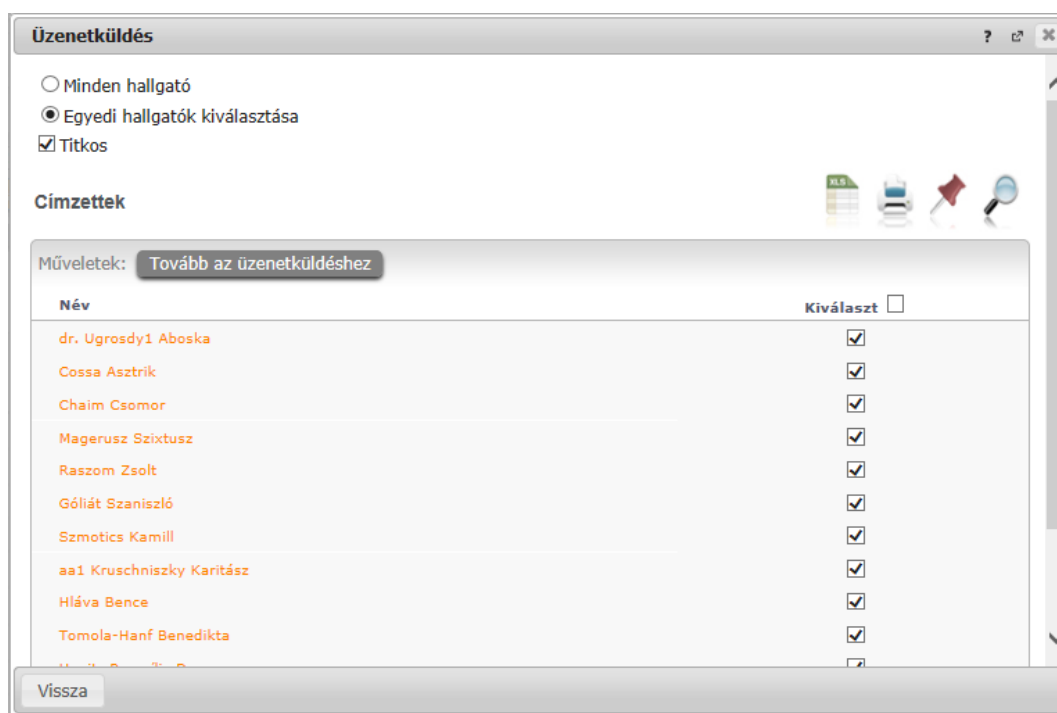 Üzenetküldés ?
Minden hallgató
Egyedi hallgatók kiválasztása
Titkos
XLS
Címzettek
Műveletek: Tovább az üzenetküldéshez
Név Kiválaszt
dr. Ugrosdy1 Aboska
Cossa Asztrik
Chaim Csomor
Magerusz Szixtusz
Raszom Zsolt
Góliát Szaniszló
Szmotics Kamill
aa1 Kruschniszky Karitász
Hláva Bence
Tomola-Hanf Benedikta
Vissza